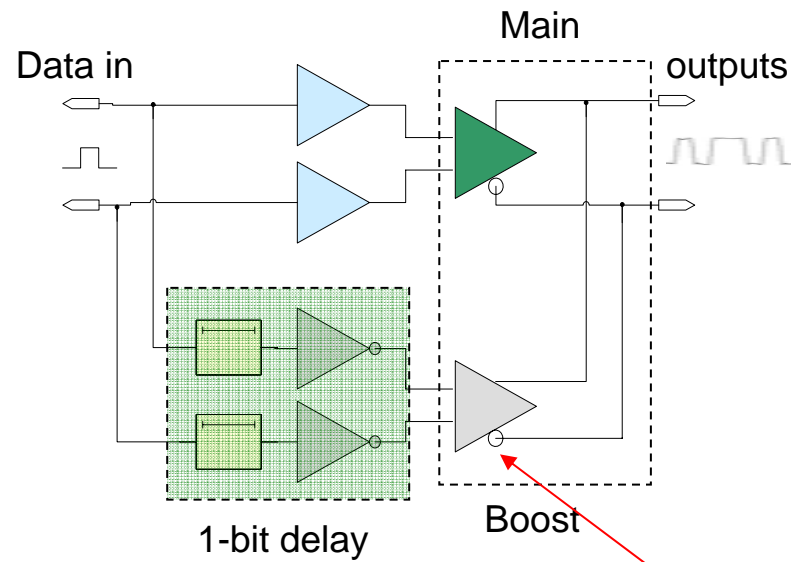 Main
Data in
outputs
Boost
1-bit delay